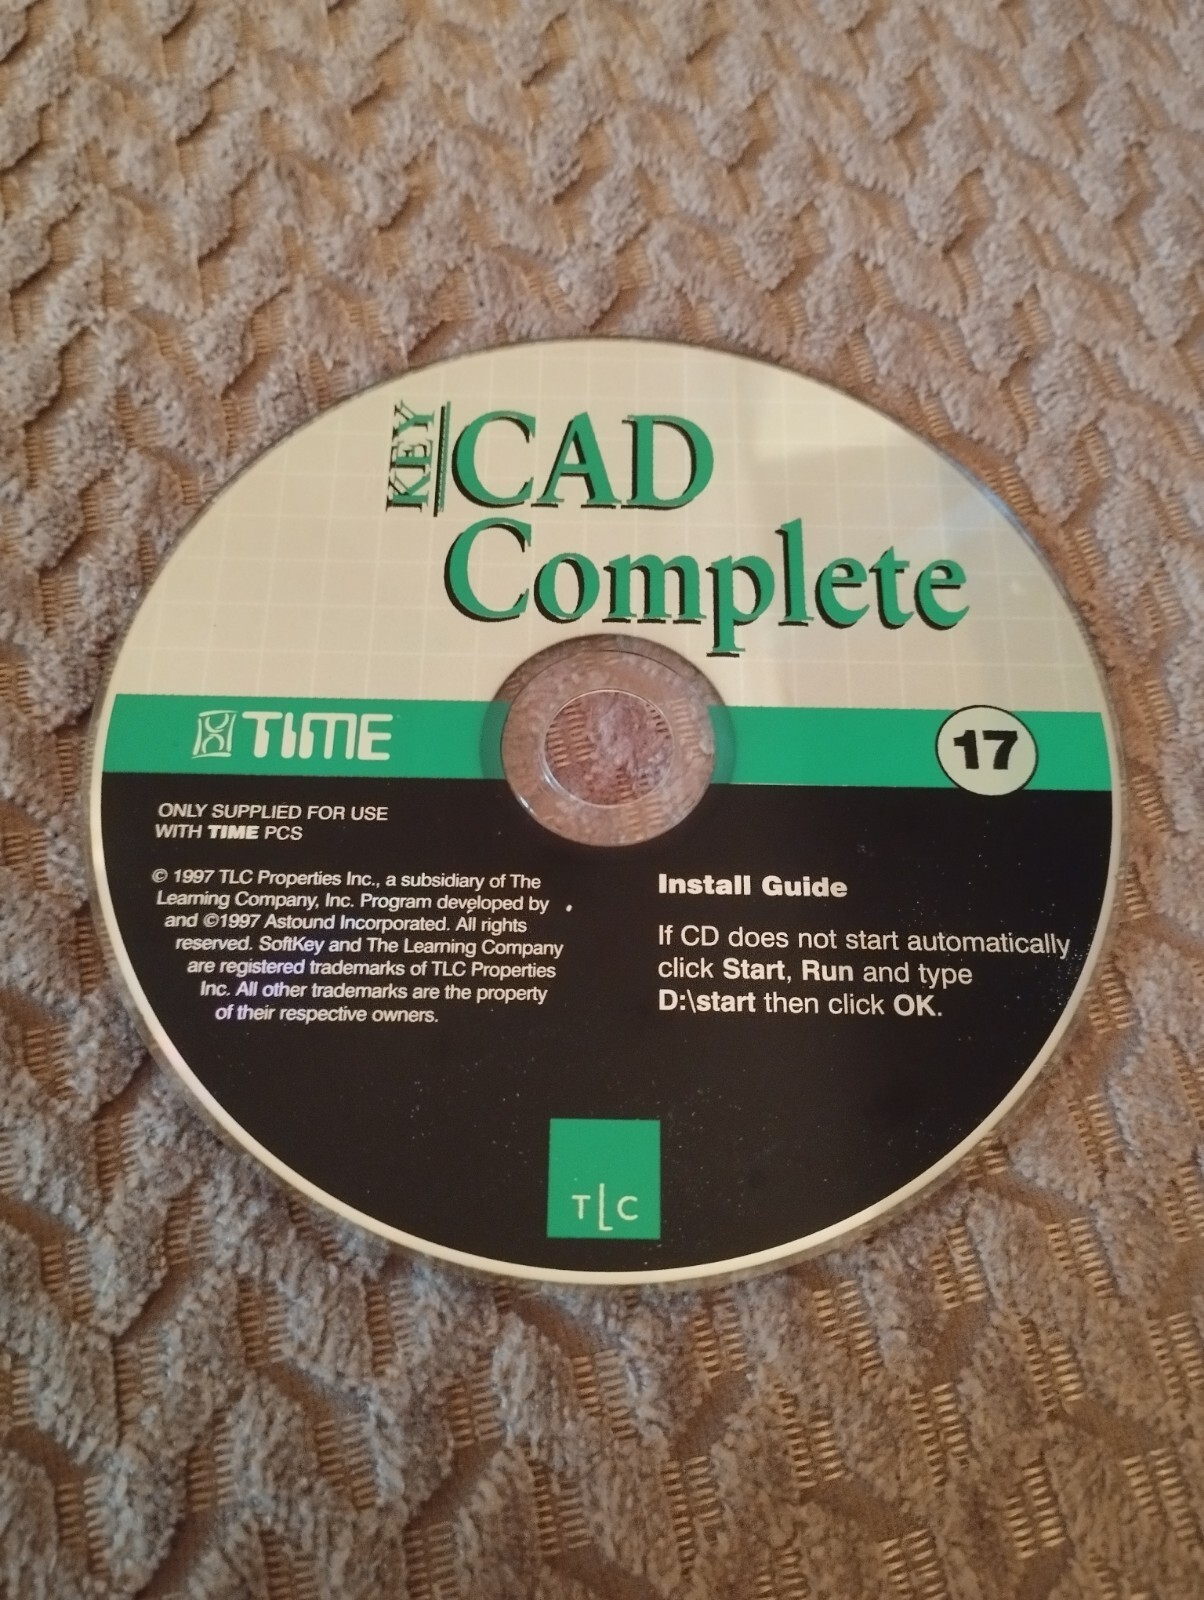 KEY
CAD
Complete
TIME
17
ONLY SUPPLIED FOR USE
WITH TIME PCS
© 1997 TLC Properties Inc., a subsidiary of The
Learning Company, Inc. Program developed by
and ©1997 Astound Incorporated. All rights
reserved. SoftKey and The Learning Company
are registered trademarks of TLC Properties
Inc. All other trademarks are the property
of their respective owners.
Install Guide
If CD does not start automatically
click Start, Run and type
D:\start then click OK.
TLC